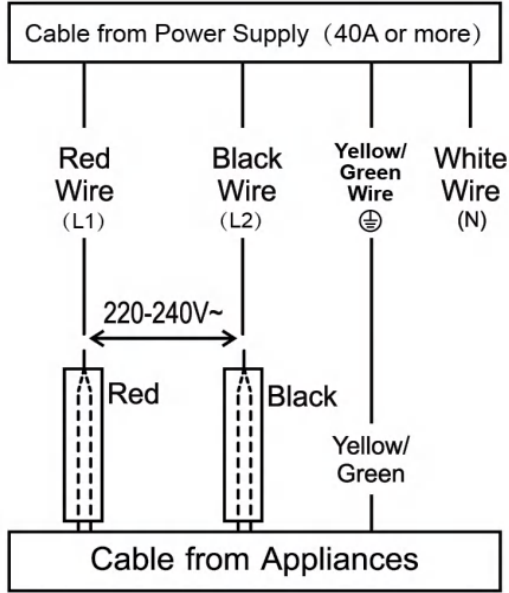 Cable from Power Supply（40A or more）
Red
Wire
(L1)
Black
Wire
(L2)
Yellow/
Green
Wire
White
Wire
(N)
220-240V~
Red
Black
Yellow/
Green
Cable from Appliances